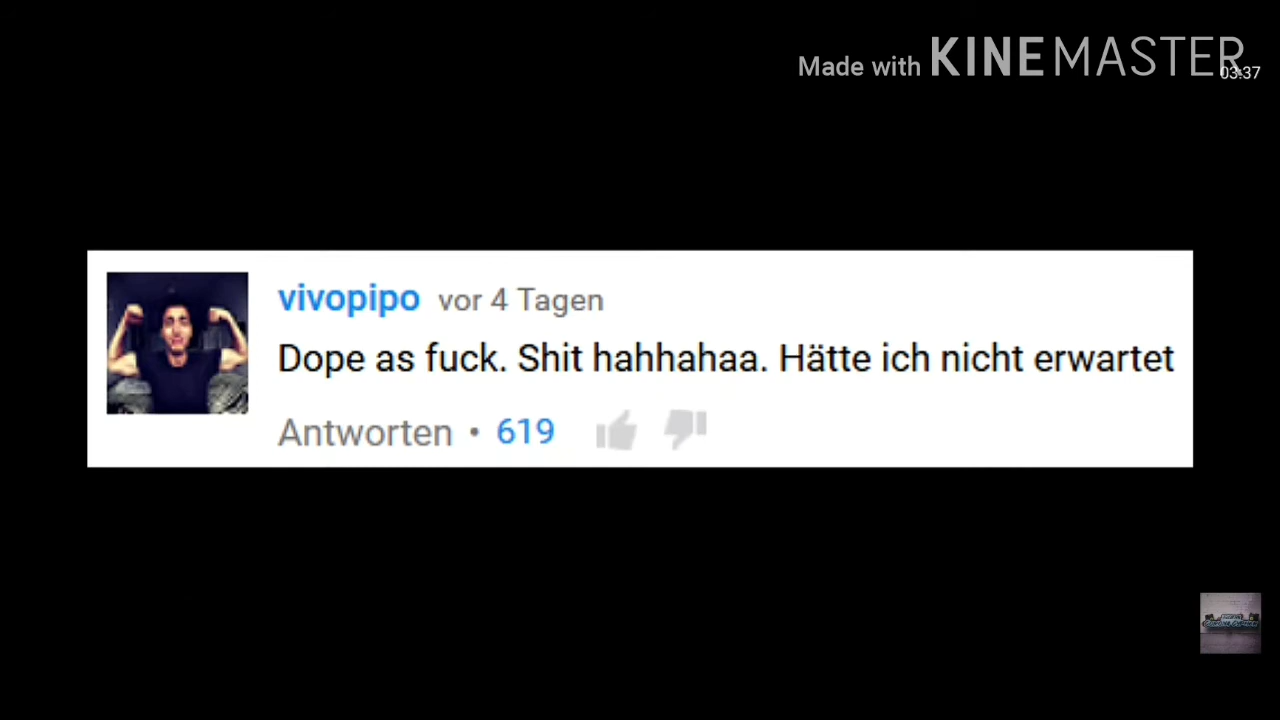 Made with KINEMASTER
03:37
vivopipo vor 4 Tagen
Dope as fuck. Shit hahhahaa. Hätte ich nicht erwartet
Antworten • 619